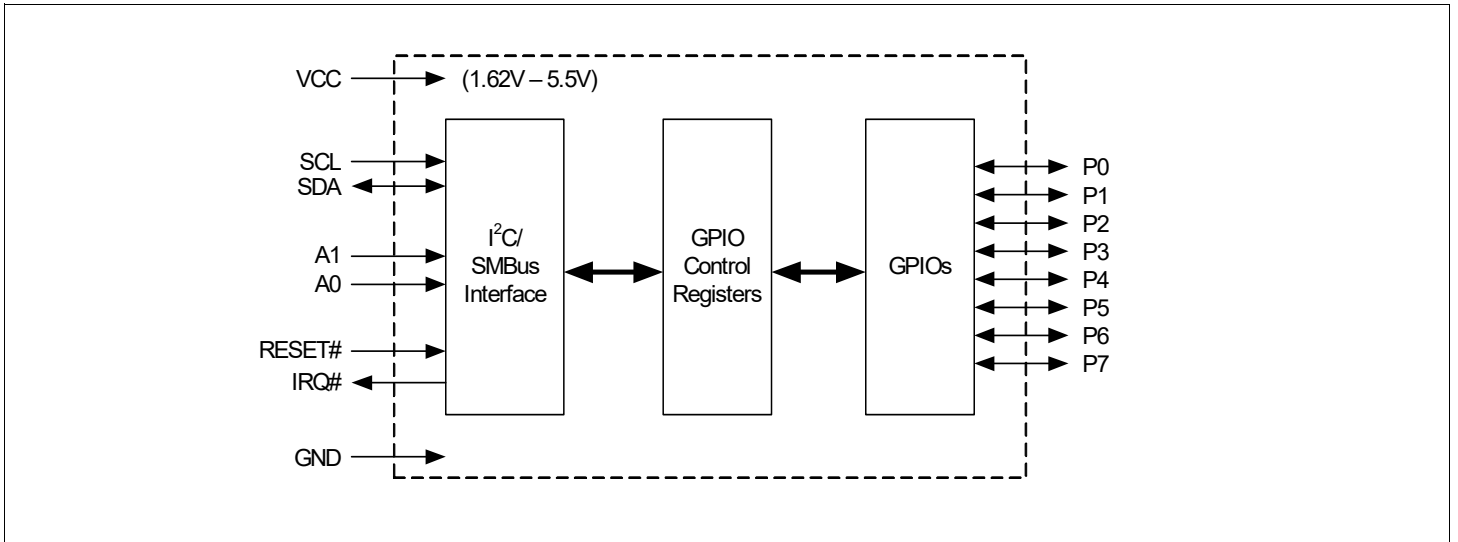 VCC
(1.62V – 5.5V)
SCL
SDA
A1
A0
RESET#
IRQ#
GND
I²C/
SMBus
Interface
GPIO
Control
Registers
GPIOs
P0
P1
P2
P3
P4
P5
P6
P7